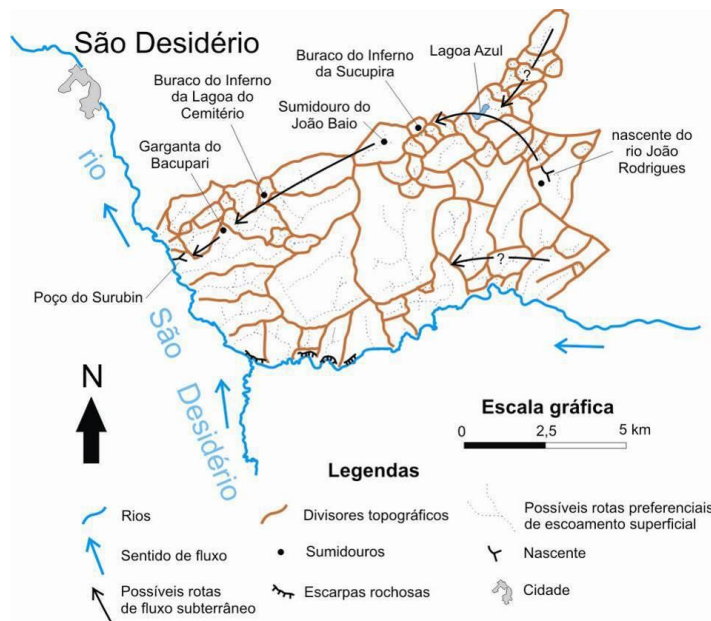 São Desidério
Buraco do Inferno
da Lagoa do
Cemitério
Garganta do
Bacupari
Sumidouro do
João Baio
Buraco do Inferno
da Sucupira
Lagoa Azul
?
nascente do
rio João
Rodrigues
?
Poço do Surubin
rio
São Desidério
N
Escala gráfica
0 2,5 5 km
Legendas
Rios
Sentido de fluxo
Possíveis rotas
de fluxo subterrâneo
Divisores topográficos
Sumidouros
Escarpas rochosas
Possíveis rotas preferenciais
de escoamento superficial
Nascente
Cidade